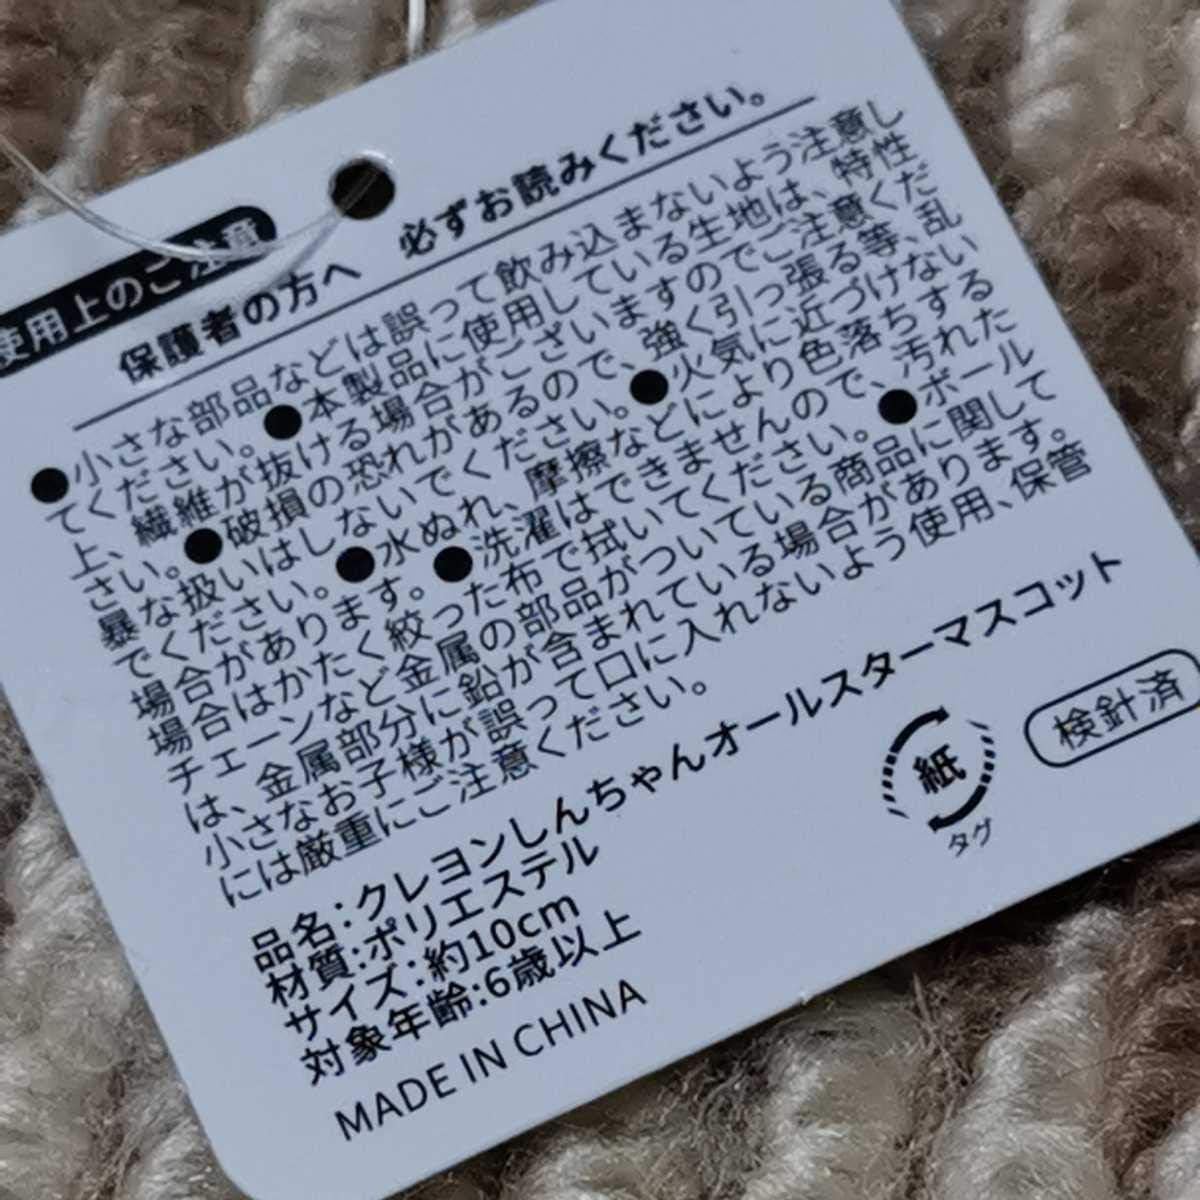 使用上のご注意
保護者の方へ　必ずお読みください。
●小さな部品などは誤って飲み込まないよう注意し
てください。●本製品に使用している生地は、特性
上、繊維が抜ける場合がございますのでご注意くだ
さい。●破損の恐れがあるので、強く引っ張る等、乱
暴な扱いはしないでください。●火気に近づけない
でください。●水ぬれ、摩擦などにより色落ちする
場合があります。●洗濯はできませんので、汚れた
場合はかたく絞った布で拭いてください。●ボール
チェーンなど金属の部品がついている商品に関して
は、金属部分に鉛が含まれている場合があります。
小さなお子様が誤って口に入れないよう使用、保管
には厳重にご注意ください。
品名：クレヨンしんちゃんオールスターマスコット
材質：ポリエステル
サイズ：約10cm
対象年齢：6歳以上
MADE IN CHINA
紙
タグ
検針済